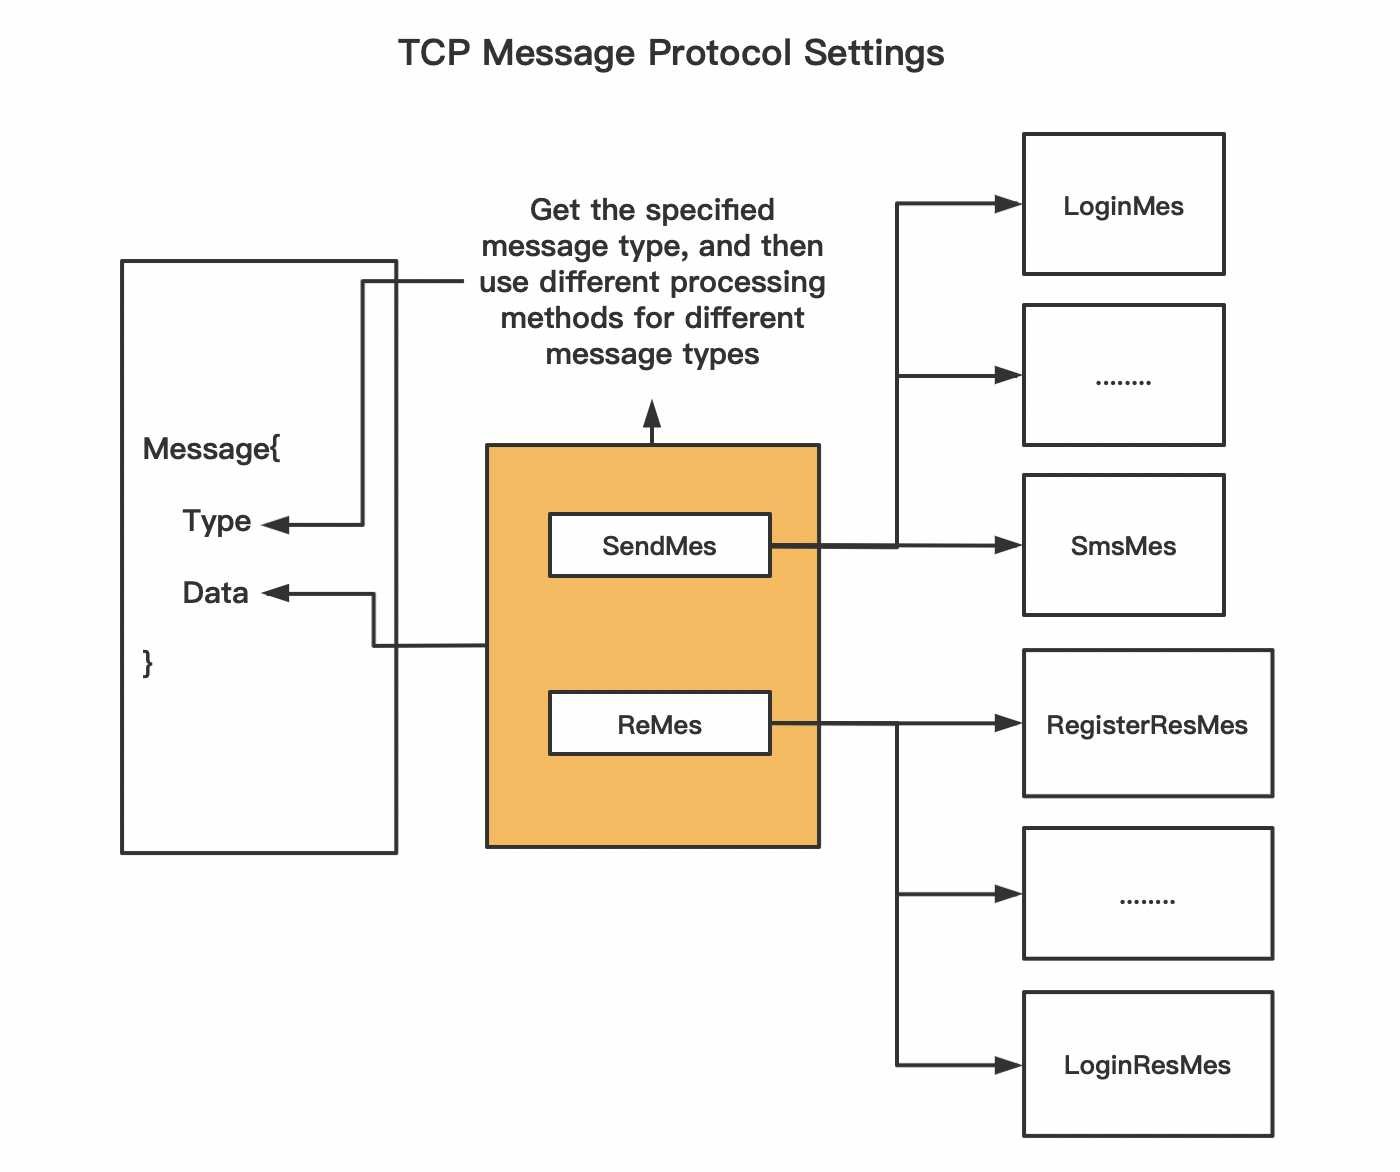 TCP Message Protocol Settings
Get the specified
message type, and then
use different processing
methods for different
message types
Message{
Type
Data
}
SendMes
ReMes
LoginMes
........
SmsMes
RegisterResMes
........
LoginResMes